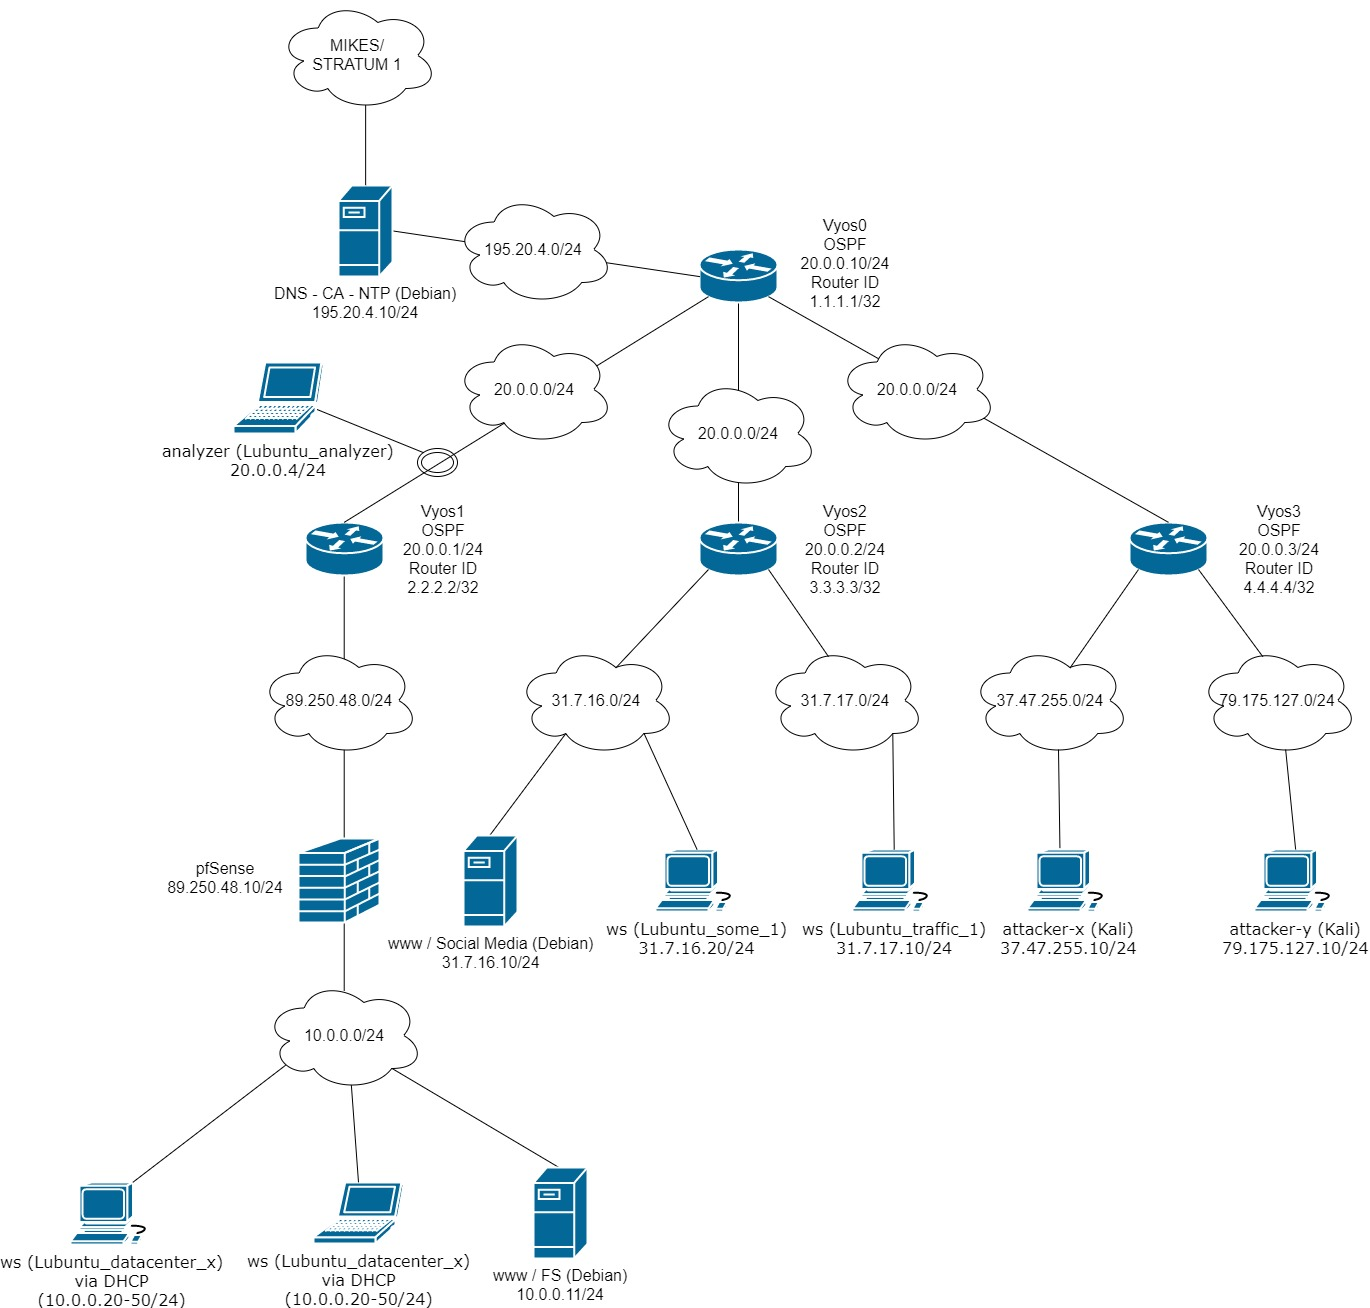 MIKES/
STRATUM 1
195.20.4.0/24
Vyos0
OSPF
20.0.0.10/24
Router ID
1.1.1.1/32
DNS - CA - NTP (Debian)
195.20.4.10/24
20.0.0.0/24
20.0.0.0/24
20.0.0.0/24
analyzer (Lubuntu_analyzer)
20.0.0.4/24
Vyos1
OSPF
20.0.0.1/24
Router ID
2.2.2.2/32
Vyos2
OSPF
20.0.0.2/24
Router ID
3.3.3.3/32
Vyos3
OSPF
20.0.0.3/24
Router ID
4.4.4.4/32
89.250.48.0/24
31.7.16.0/24
31.7.17.0/24
37.47.255.0/24
79.175.127.0/24
pfSense
89.250.48.10/24
www / Social Media (Debian)
31.7.16.10/24
ws (Lubuntu_some_1)
31.7.16.20/24
ws (Lubuntu_traffic_1)
31.7.17.10/24
attacker-x (Kali)
37.47.255.10/24
attacker-y (Kali)
79.175.127.10/24
10.0.0.0/24
ws (Lubuntu_datacenter_x)
via DHCP
(10.0.0.20-50/24)
ws (Lubuntu_datacenter_x)
via DHCP
(10.0.0.20-50/24)
www / FS (Debian)
10.0.0.11/24